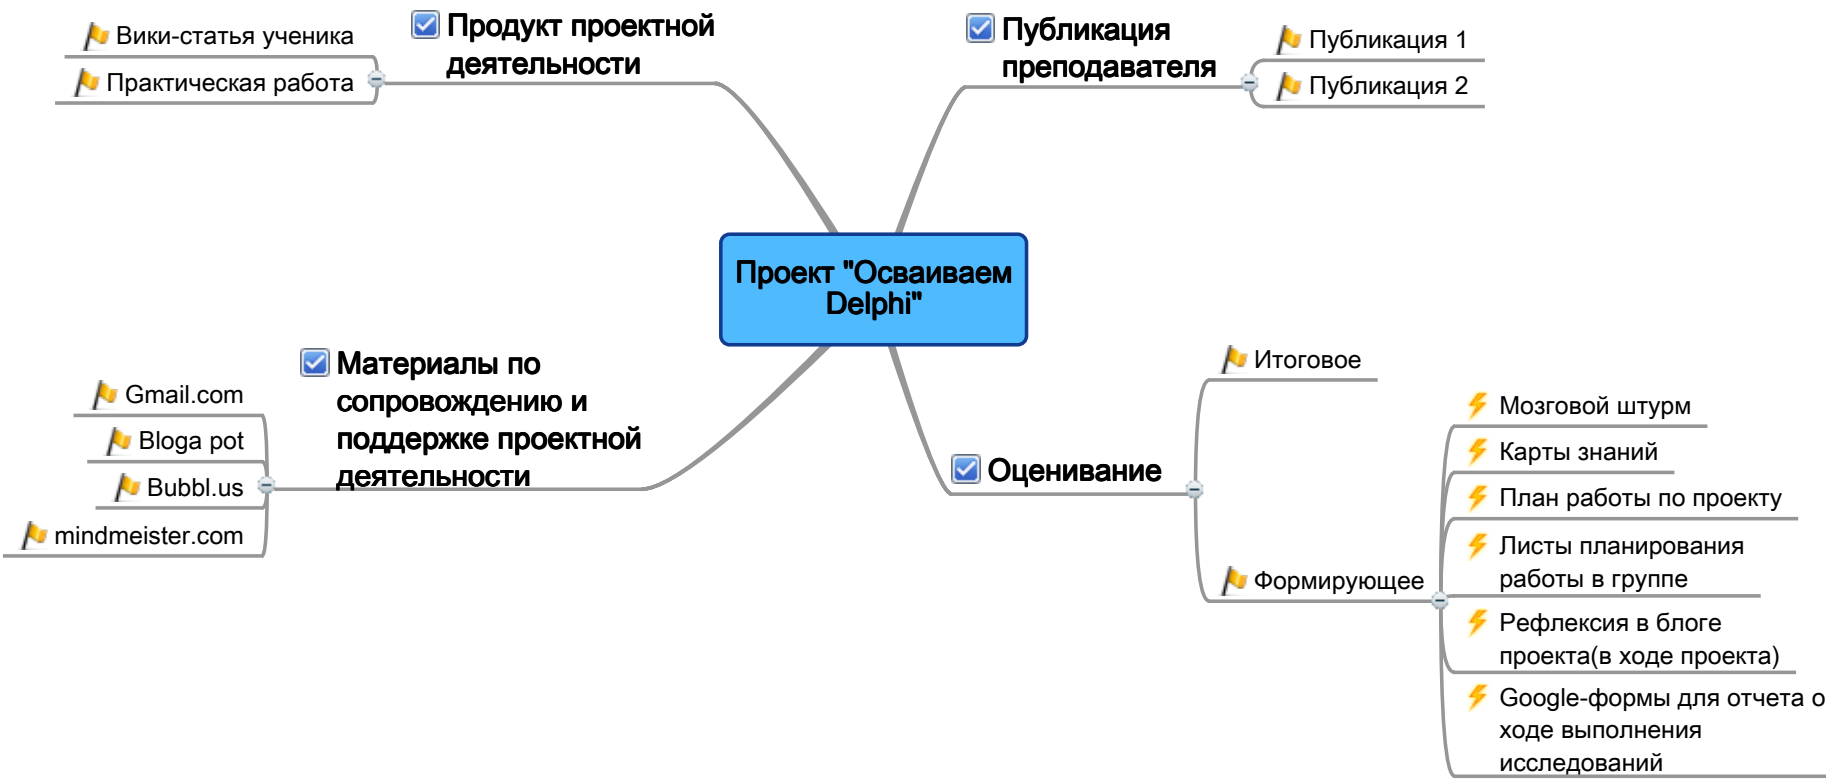 Вики-статья ученика
Практическая работа
Продукт проектной
деятельности
Публикация
преподавателя
Публикация 1
Публикация 2
Проект "Осваиваем
Delphi"
Материалы по
сопровождению и
поддержке проектной
деятельности
Gmail.com
Bloga pot
Bubbl.us
mindmeister.com
Оценивание
Итоговое
Формирующее
Мозговой штурм
Карты знаний
План работы по проекту
Листы планирования
работы в группе
Рефлексия в блоге
проекта(в ходе проекта)
Google-формы для отчета о
ходе выполнения
исследований